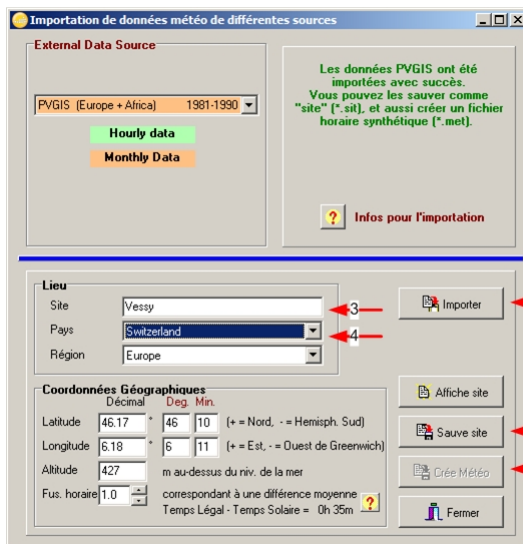 Importation de données météo de différentes sources
External Data Source
PVGIS (Europe + Africa) 1981-1990
Hourly data
Monthly Data
Les données PVGIS ont été
importées avec succès.
Vous pouvez les sauver comme
"site" (*.sit), et aussi créer un fichier
horaire synthétique (*.met).
? Infos pour l'importation
Lieu
Site Vessy 3
Pays Switzerland 4
Région Europe
Importer
Coordonnées Géographiques
Décimal Deg. Min.
Latitude 46.17 ° 46 10 (+ = Nord, - = Hemisph. Sud)
Longitude 6.18 ° 6 11 (+ = Est, - = Ouest de Greenwich)
Altitude 427 m au-dessus du niv. de la mer
Fus. horaire 1.0 correspondant à une différence moyenne
Temps Légal - Temps Solaire = 0h 35m ?
Affiche site
Sauve site
Crée Météo
Fermer